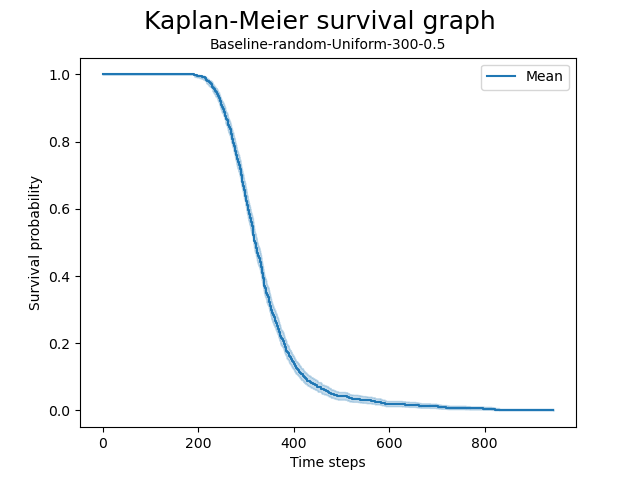 Kaplan-Meier survival graph
Baseline-random-Uniform-300-0.5
Mean
Survival probability
1.0
0.8
0.6
0.4
0.2
0.0
0 200 400 600 800
Time steps